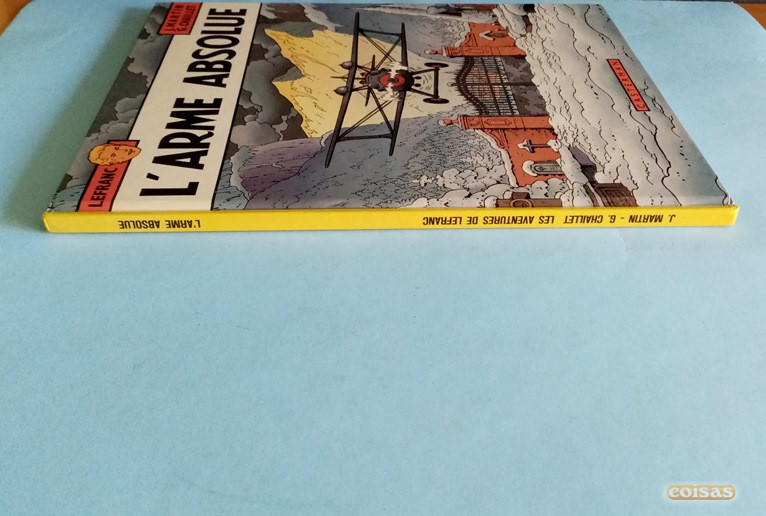 J. MARTIN
G. CHAILLET
L'ARME ABSOLUE
LEFRANC
CASTERMAN
J. MARTIN - G. CHAILLET LES AVENTURES DE LEFRANC
L'ARME ABSOLUE
coisas